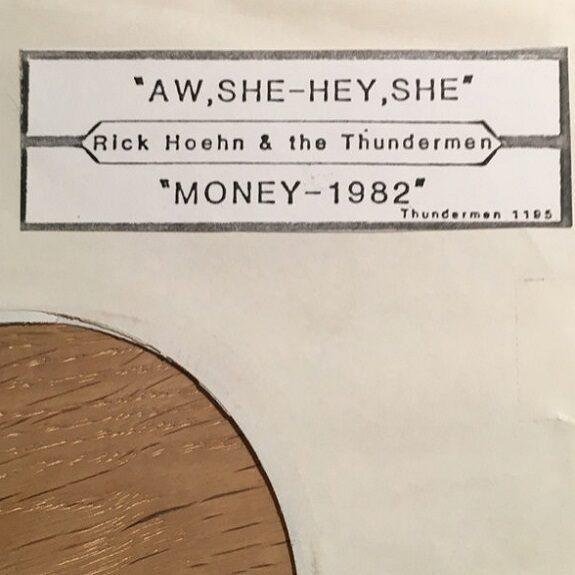 "AW,SHE-HEY,SHE"
Rick Hoehn & the Thundermen
"MONEY-1982"
Thundermen 1195